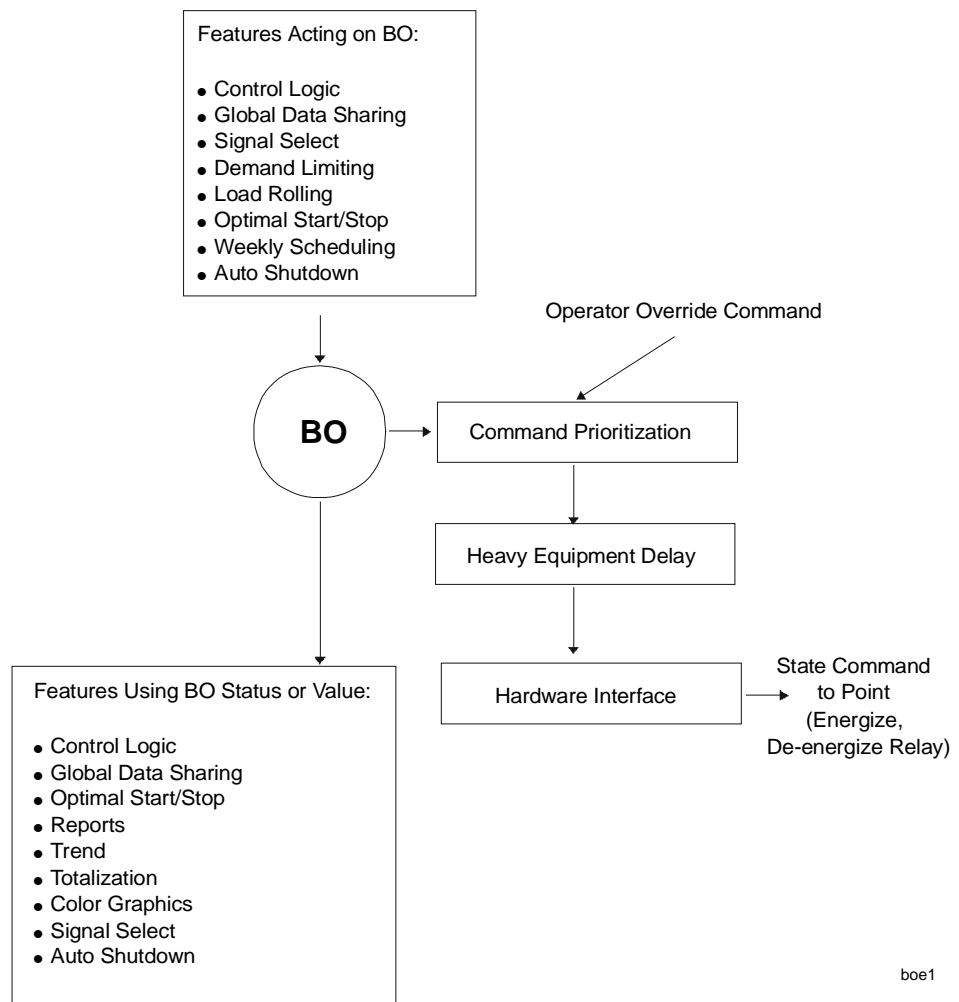 Features Acting on BO:
● Control Logic
● Global Data Sharing
● Signal Select
● Demand Limiting
● Load Rolling
● Optimal Start/Stop
● Weekly Scheduling
● Auto Shutdown
Operator Override Command
BO
Command Prioritization
Heavy Equipment Delay
Hardware Interface
State Command
to Point
(Energize,
De-energize Relay)
Features Using BO Status or Value:
● Control Logic
● Global Data Sharing
● Optimal Start/Stop
● Reports
● Trend
● Totalization
● Color Graphics
● Signal Select
● Auto Shutdown
boe1